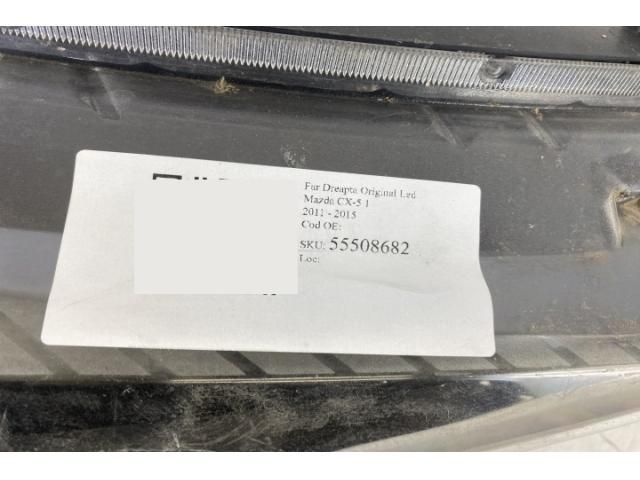 Far Dreapta Original Led
Mazda CX-5 1
2011 - 2015
Cod OE:
SKU: 55508682
Loc: